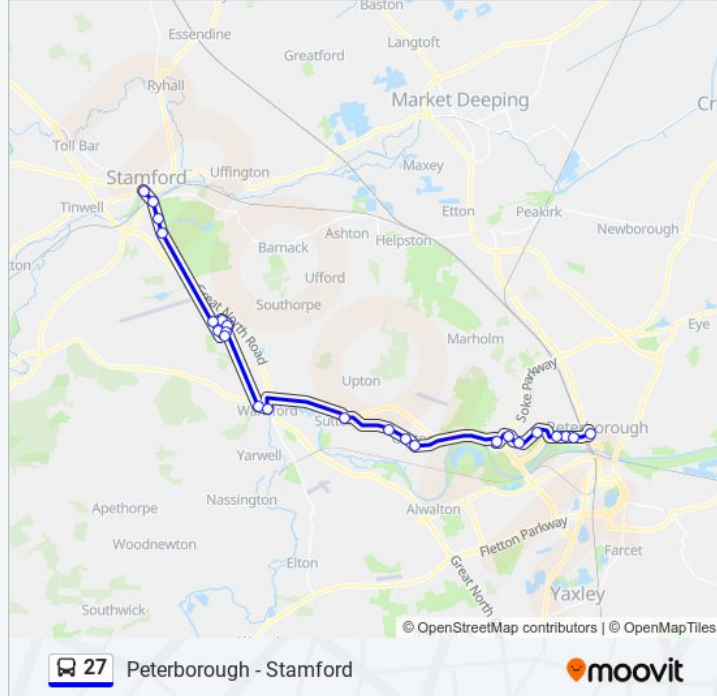 Baston
Essendine
Langtoft
Greatford
Ryhall
Market Deeping
Cr
Toll Bar
Stamford
Uffington
Maxey
Tinwell
Etton
Peakirk
Ashton
Helpston
Newborough
Barnack
tton
Ufford
Southorpe
Great North Road
Eye
Marholm
Upton
Soke Parkway
Wansford
Sutton
Castor
Peterborough
Yarwell
Nassington
Apethorpe
Alwalton
Woodnewton
Fletton Parkway
Farcet
Elton
Great North
Yaxley
Southwick
© OpenStreetMap contributors | © OpenMapTiles
27 Peterborough - Stamford
moovit